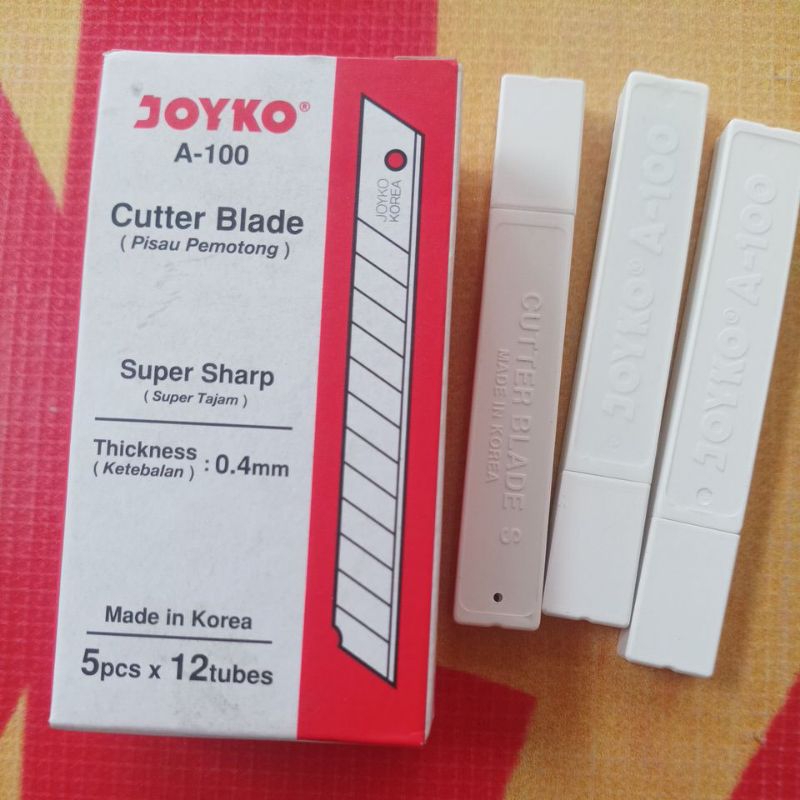 JOYKO®
A-100
Cutter Blade
( Pisau Pemotong )
Super Sharp
( Super Tajam )
Thickness
( Ketebalan ) : 0.4mm
Made in Korea
5pcs x 12tubes
JOYKO
KOREA
CUTTER BLADE S
MADE IN KOREA
JOYKO® A-100
JOYKO® A-100